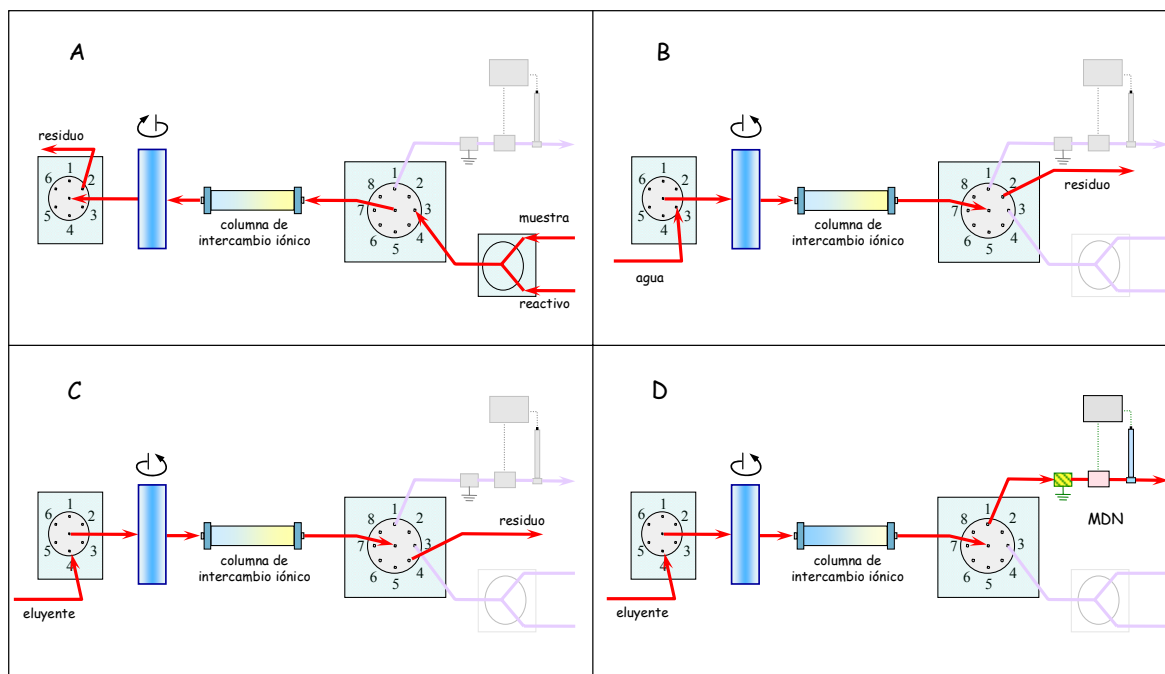 A
residuo
1
2
3
4
5
6
columna de
intercambio iónico
1
2
3
4
5
6
7
8
muestra
reactivo
B
1
2
3
4
5
6
agua
columna de
intercambio iónico
1
2
3
4
5
6
7
8
residuo
C
1
2
3
4
5
6
eluyente
columna de
intercambio iónico
1
2
3
4
5
6
7
8
residuo
D
1
2
3
4
5
6
eluyente
columna de
intercambio iónico
1
2
3
4
5
6
7
8
MDN